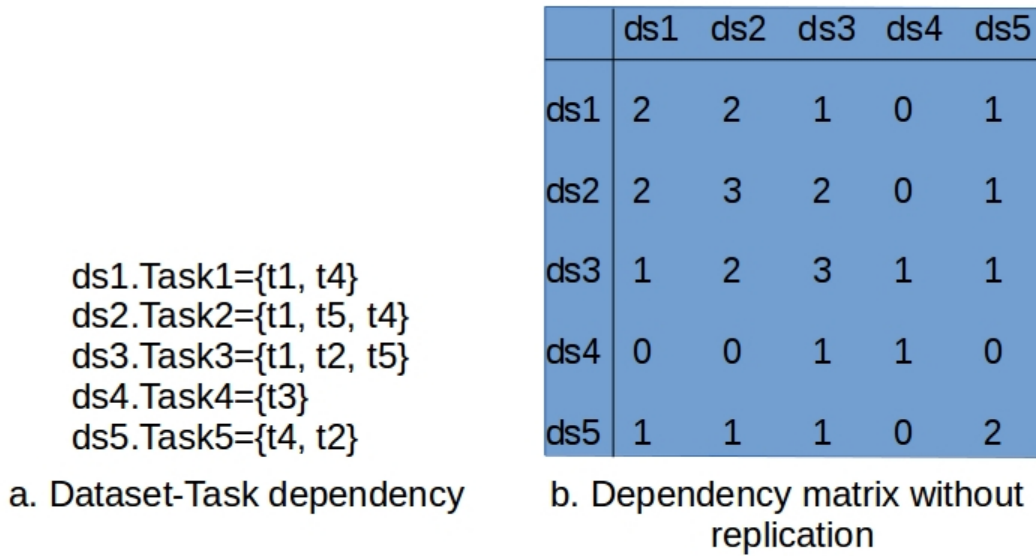 ds1 ds2 ds3 ds4 ds5
ds1 2 2 1 0 1
ds2 2 3 2 0 1
ds3 1 2 3 1 1
ds4 0 0 1 1 0
ds5 1 1 1 0 2
ds1.Task1={t1, t4}
ds2.Task2={t1, t5, t4}
ds3.Task3={t1, t2, t5}
ds4.Task4={t3}
ds5.Task5={t4, t2}
a. Dataset-Task dependency
b. Dependency matrix without
replication